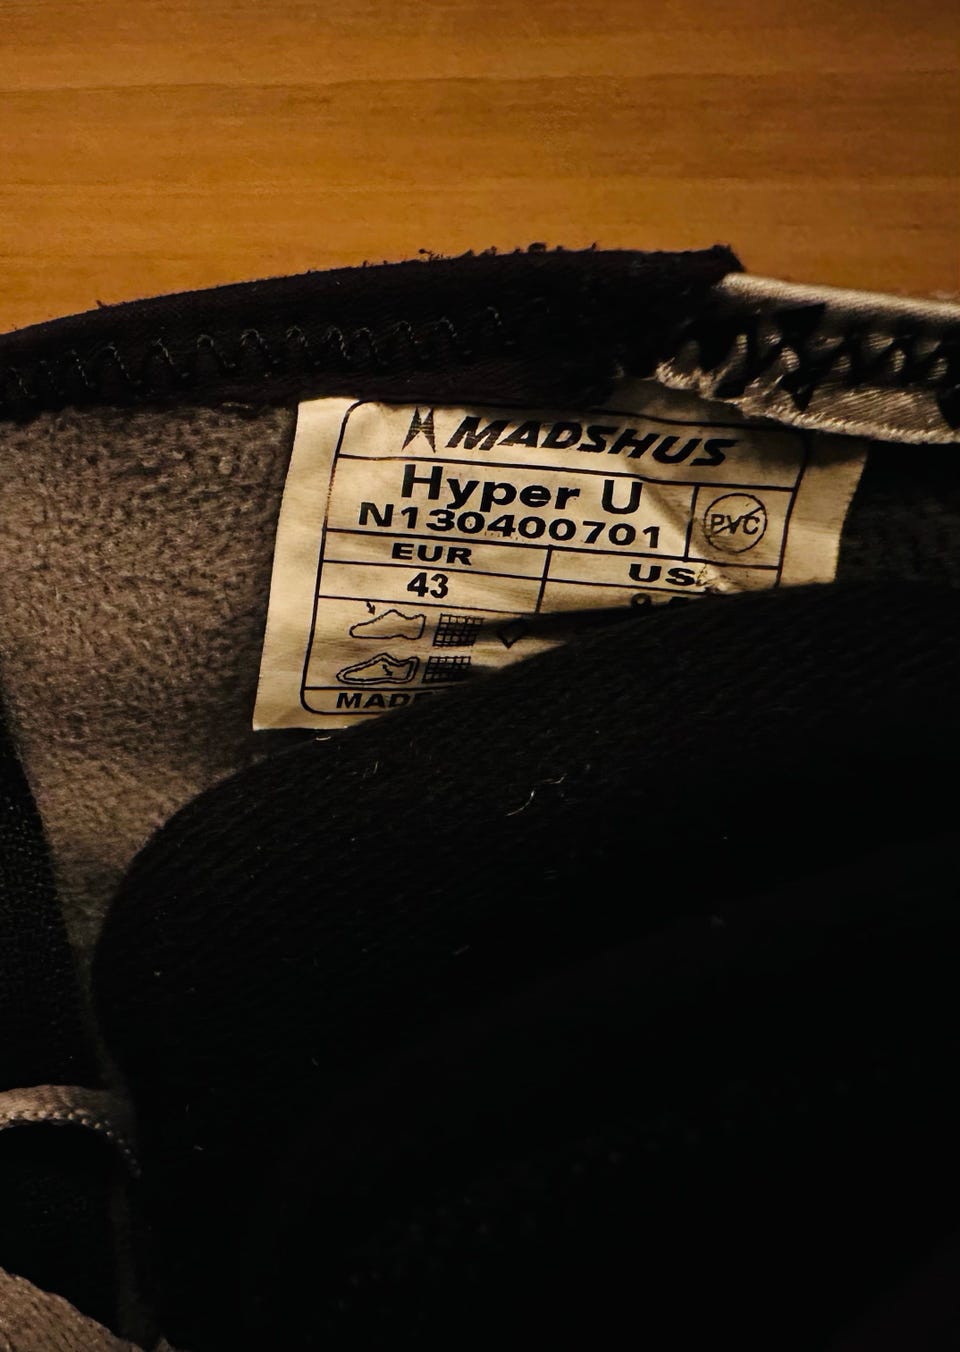 MADSHUS
Hyper U
N130400701
PVC
EUR
US
43